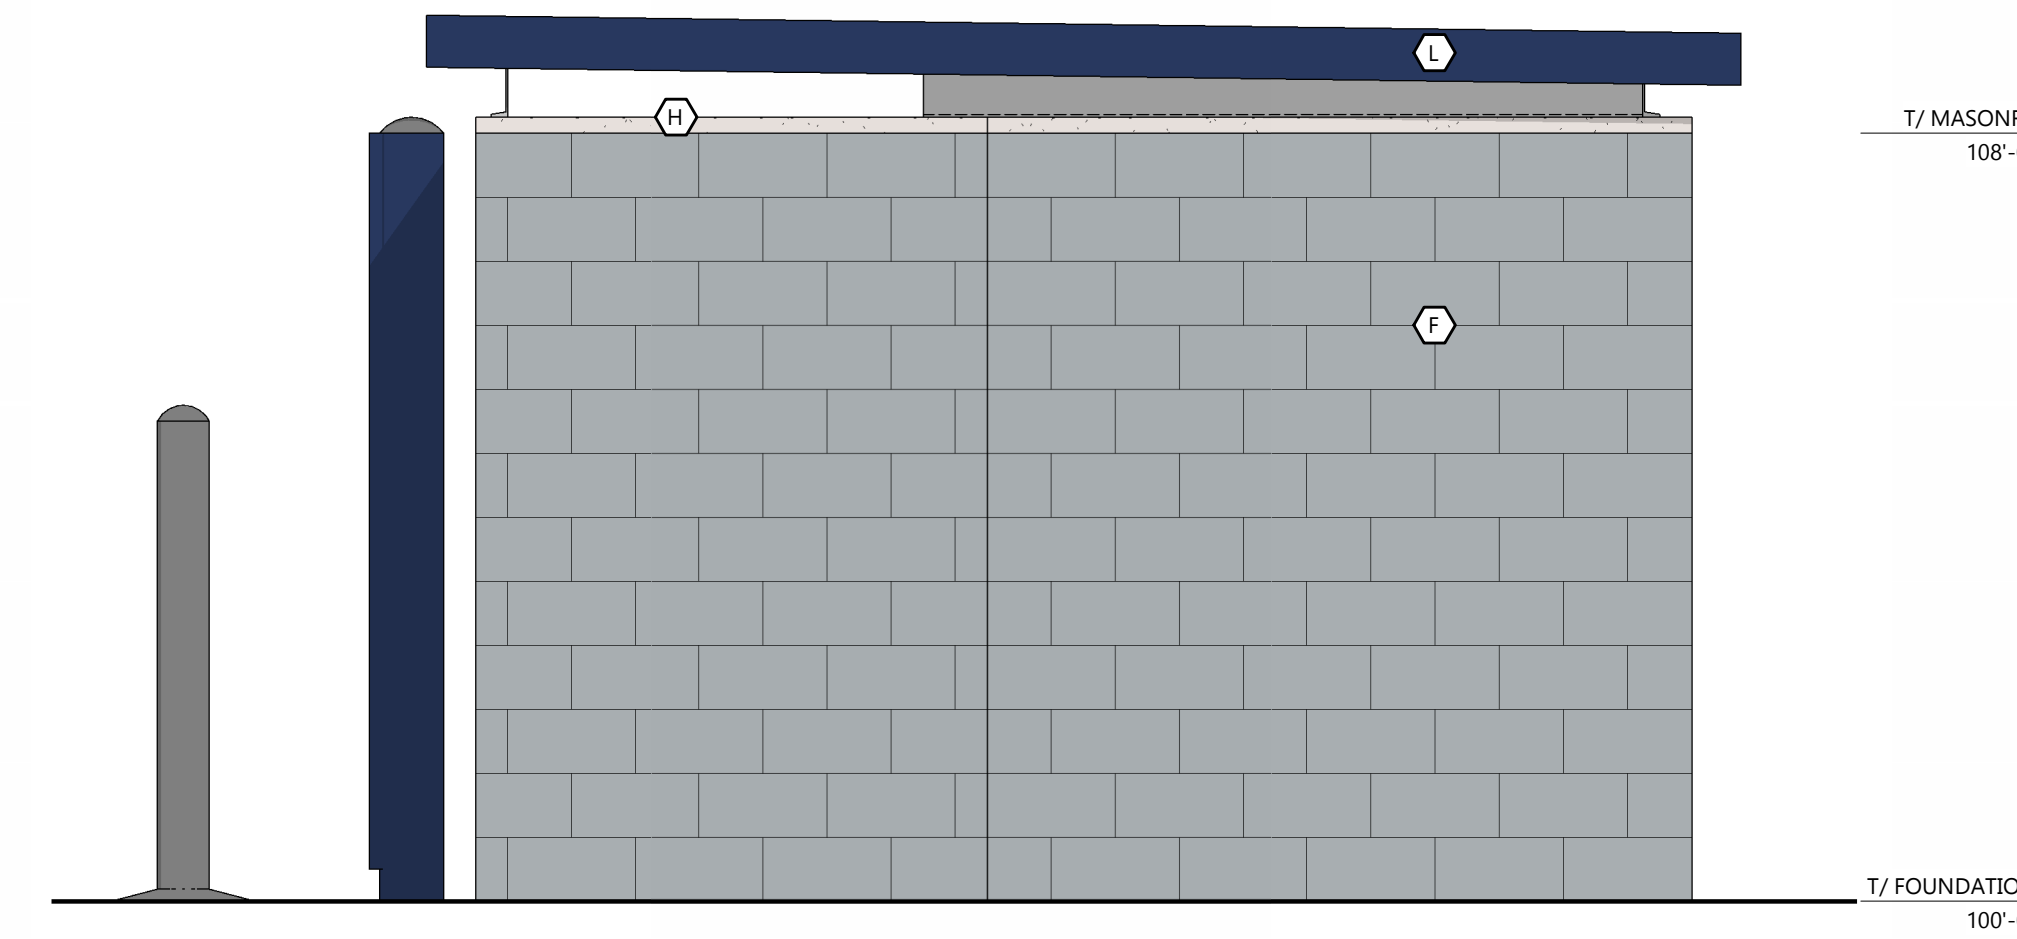 L
H
T/ MASONR
108'-
F
T/ FOUNDATIO
100'-